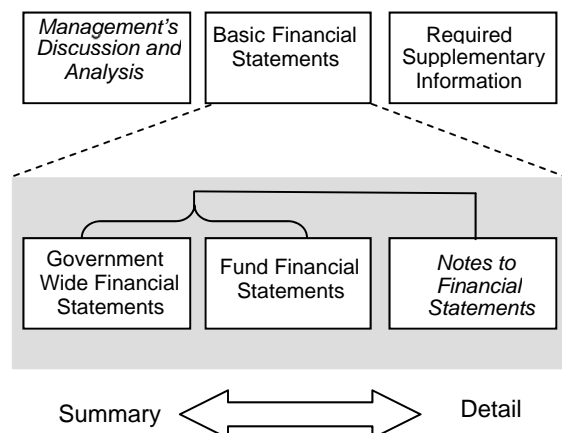 Management's
Discussion and
Analysis
Basic Financial
Statements
Required
Supplementary
Information
Government
Wide Financial
Statements
Fund Financial
Statements
Notes to
Financial
Statements
Summary
Detail